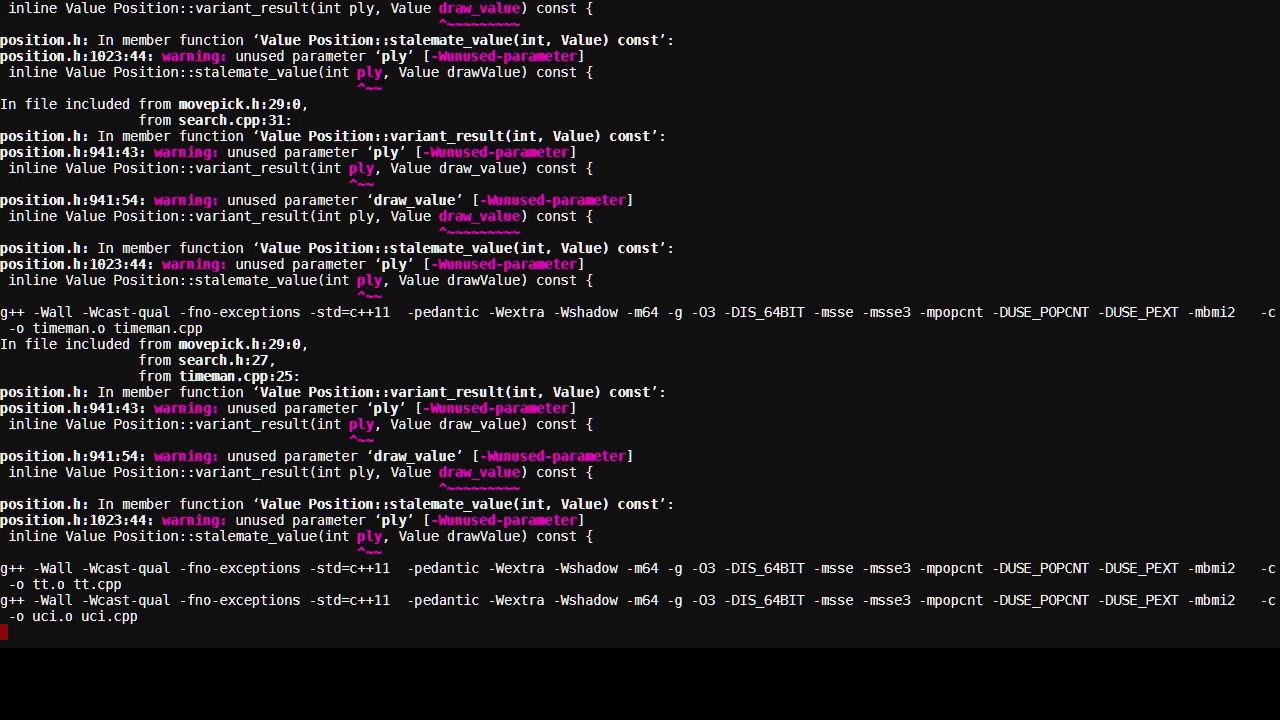 inline Value Position::variant_result(int ply, Value draw_value) const {
                                                      ^~~~~~~~~~
position.h: In member function ‘Value Position::stalemate_value(int, Value) const’:
position.h:1023:44: warning: unused parameter ‘ply’ [-Wunused-parameter]
 inline Value Position::stalemate_value(int ply, Value drawValue) const {
                                            ^~~
In file included from movepick.h:29:0,
                 from search.cpp:31:
position.h: In member function ‘Value Position::variant_result(int, Value) const’:
position.h:941:43: warning: unused parameter ‘ply’ [-Wunused-parameter]
 inline Value Position::variant_result(int ply, Value draw_value) const {
                                           ^~~
position.h:941:54: warning: unused parameter ‘draw_value’ [-Wunused-parameter]
 inline Value Position::variant_result(int ply, Value draw_value) const {
                                                      ^~~~~~~~~~
position.h: In member function ‘Value Position::stalemate_value(int, Value) const’:
position.h:1023:44: warning: unused parameter ‘ply’ [-Wunused-parameter]
 inline Value Position::stalemate_value(int ply, Value drawValue) const {
                                            ^~~
g++ -Wall -Wcast-qual -fno-exceptions -std=c++11  -pedantic -Wextra -Wshadow -m64 -g -O3 -DIS_64BIT -msse -msse3 -mpopcnt -DUSE_POPCNT -DUSE_PEXT -mbmi2   -c
 -o timeman.o timeman.cpp
In file included from movepick.h:29:0,
                 from search.h:27,
                 from timeman.cpp:25:
position.h: In member function ‘Value Position::variant_result(int, Value) const’:
position.h:941:43: warning: unused parameter ‘ply’ [-Wunused-parameter]
 inline Value Position::variant_result(int ply, Value draw_value) const {
                                           ^~~
position.h:941:54: warning: unused parameter ‘draw_value’ [-Wunused-parameter]
 inline Value Position::variant_result(int ply, Value draw_value) const {
                                                      ^~~~~~~~~~
position.h: In member function ‘Value Position::stalemate_value(int, Value) const’:
position.h:1023:44: warning: unused parameter ‘ply’ [-Wunused-parameter]
 inline Value Position::stalemate_value(int ply, Value drawValue) const {
                                            ^~~
g++ -Wall -Wcast-qual -fno-exceptions -std=c++11  -pedantic -Wextra -Wshadow -m64 -g -O3 -DIS_64BIT -msse -msse3 -mpopcnt -DUSE_POPCNT -DUSE_PEXT -mbmi2   -c
 -o tt.o tt.cpp
g++ -Wall -Wcast-qual -fno-exceptions -std=c++11  -pedantic -Wextra -Wshadow -m64 -g -O3 -DIS_64BIT -msse -msse3 -mpopcnt -DUSE_POPCNT -DUSE_PEXT -mbmi2   -c
 -o uci.o uci.cpp